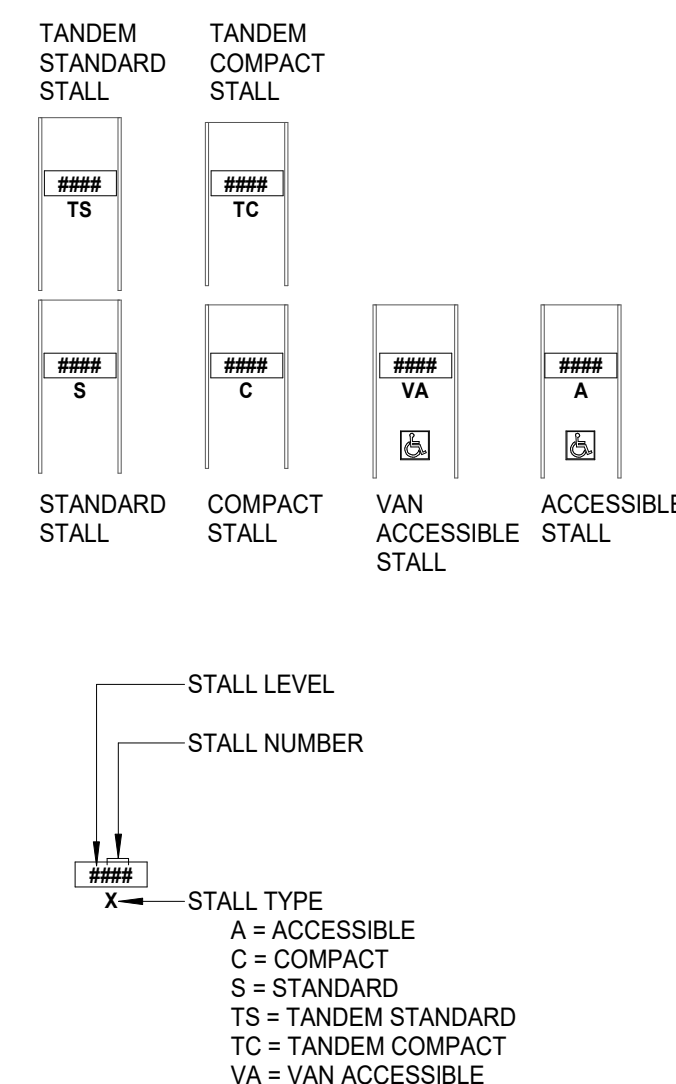 TANDEM
STANDARD
STALL
TANDEM
COMPACT
STALL
####
TS
####
TC
####
S
####
C
####
VA
####
A
STANDARD
STALL
COMPACT
STALL
VAN
ACCESSIBLE
STALL
ACCESSIBLE
STALL
STALL LEVEL
STALL NUMBER
####
X
STALL TYPE
A = ACCESSIBLE
C = COMPACT
S = STANDARD
TS = TANDEM STANDARD
TC = TANDEM COMPACT
VA = VAN ACCESSIBLE